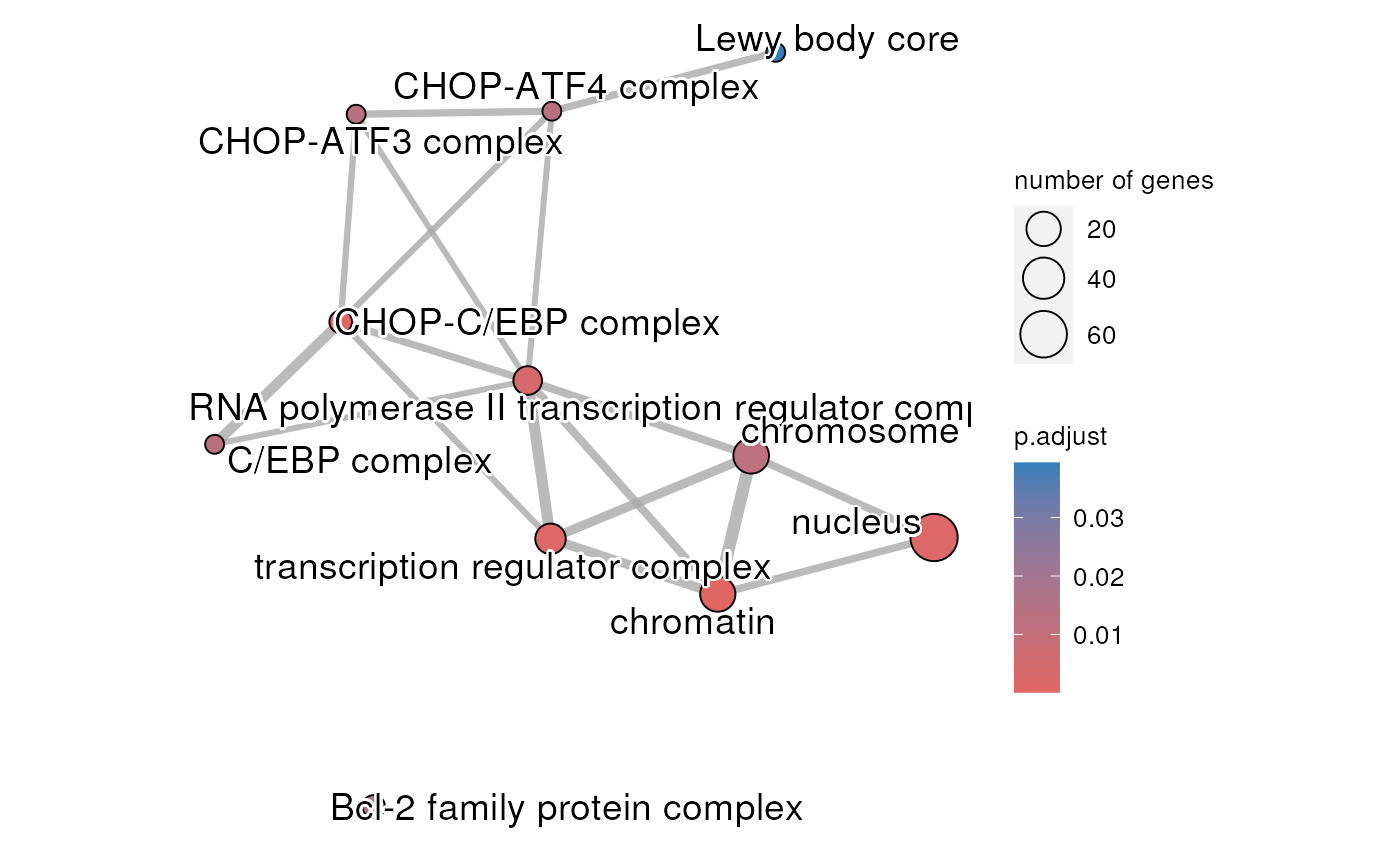 Lewy body core
CHOP-ATF4 complex
CHOP-ATF3 complex
CHOP-C/EBP complex
RNA polymerase II transcription regulator comp
chromosome
C/EBP complex
nucleus
transcription regulator complex
chromatin
Bcl-2 family protein complex
number of genes
20
40
60
p.adjust
0.03
0.02
0.01